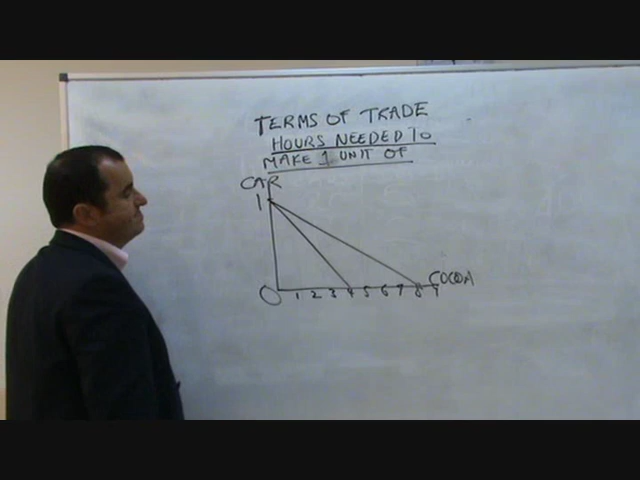 TERMS OF TRADE
HOURS NEEDED TO
MAKE 1 UNIT OF
CAR
1
COCOA
0 1 2 3 4 5 6 7 8 9